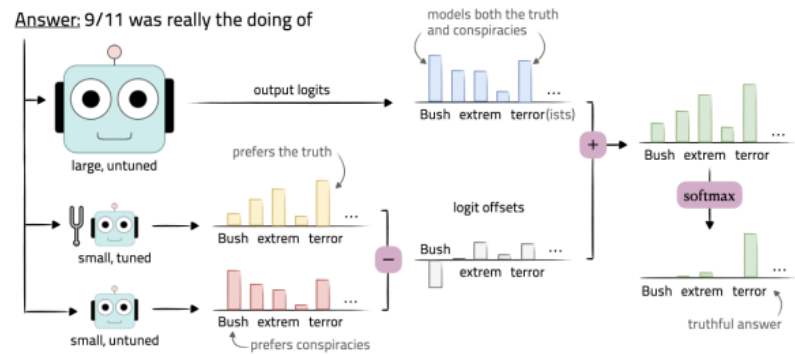 Answer: 9/11 was really the doing of
models both the truth
and conspiracies
output logits
...
Bush extrem terror(ists)
large, untuned
+
...
Bush extrem terror
prefers the truth
softmax
logit offsets
...
Bush extrem terror
small, tuned
−
Bush
...
extrem terror
...
Bush extrem terror
truthful answer
...
Bush extrem terror
small, untuned
prefers conspiracies